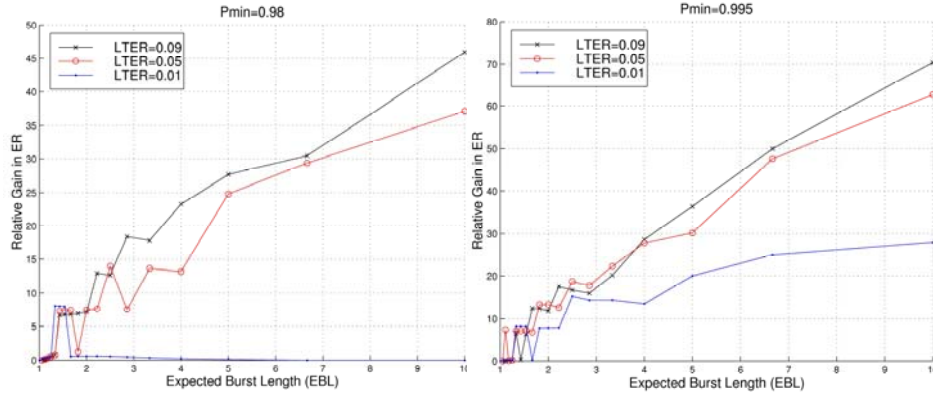 Pmin=0.98
50
45
40
35
30
25
20
15
10
5
0
Relative Gain in ER
LTER=0.09
LTER=0.05
LTER=0.01
1 2 3 4 5 6 7 8 9 10
Expected Burst Length (EBL)
Pmin=0.995
80
70
60
50
40
30
20
10
0
Relative Gain in ER
LTER=0.09
LTER=0.05
LTER=0.01
1 2 3 4 5 6 7 8 9 10
Expected Burst Length (EBL)